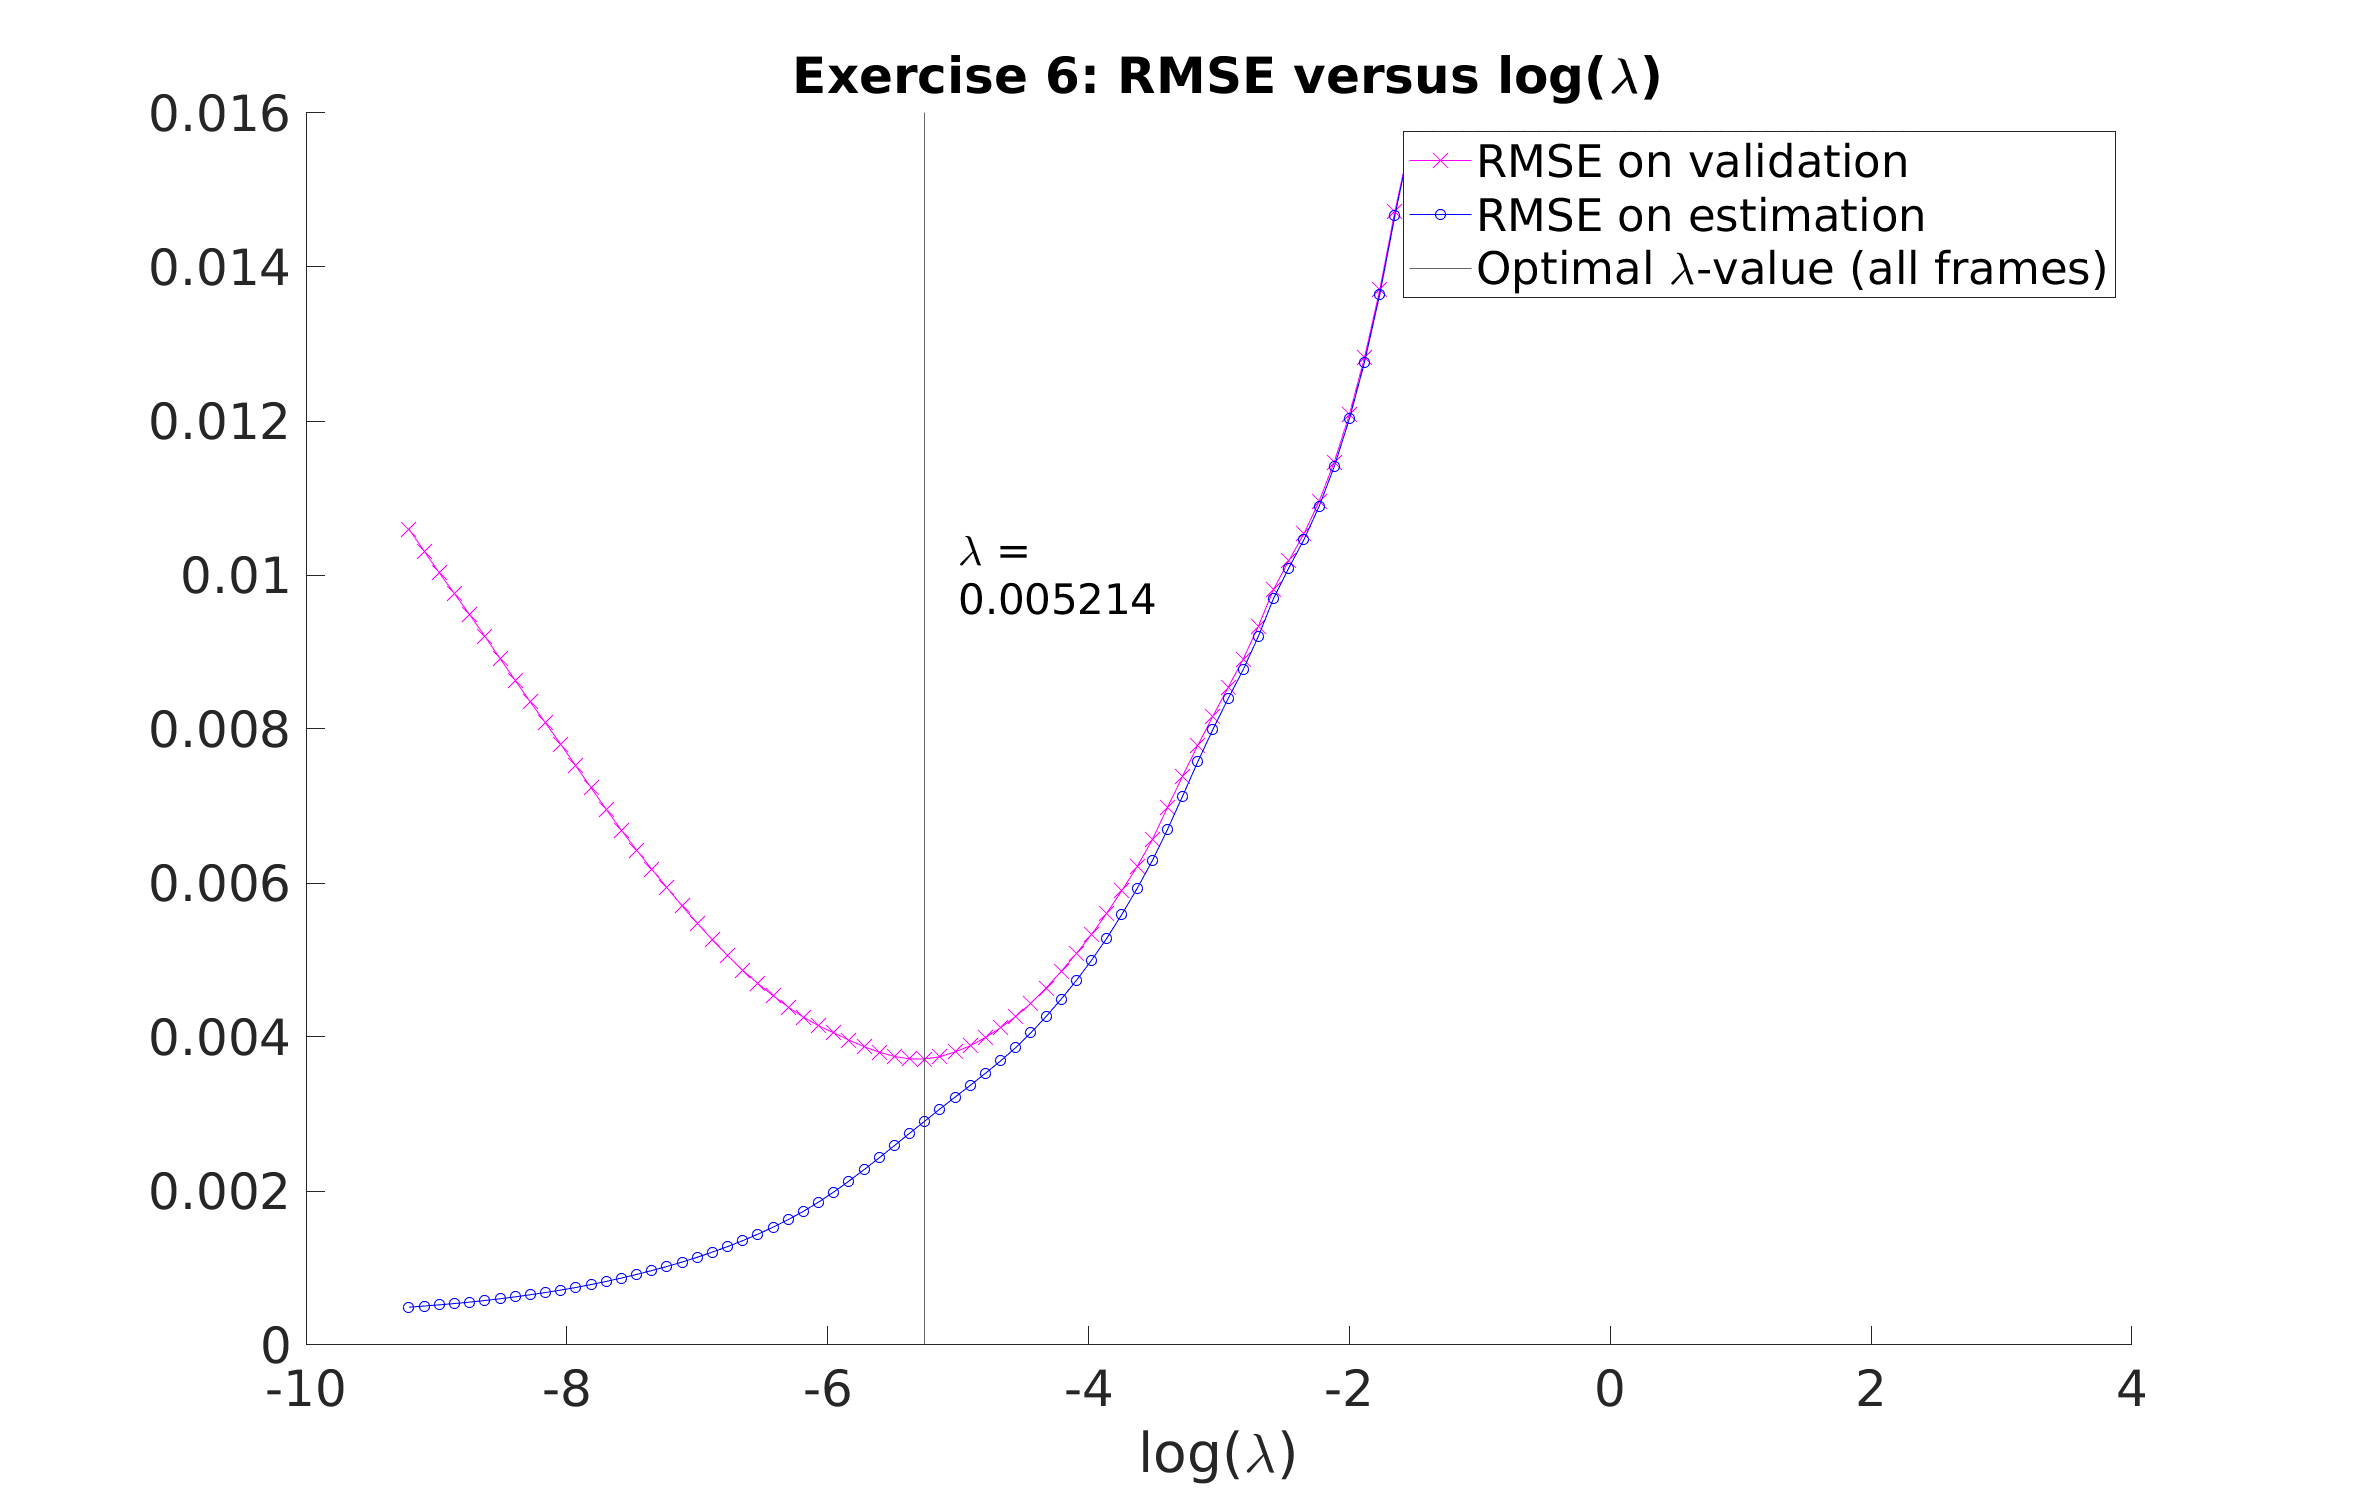 Exercise 6: RMSE versus log(λ)
0.016
0.014
0.012
0.01
0.008
0.006
0.004
0.002
0
RMSE on validation
RMSE on estimation
Optimal λ-value (all frames)
λ =
0.005214
-10 -8 -6 -4 -2 0 2 4
log(λ)